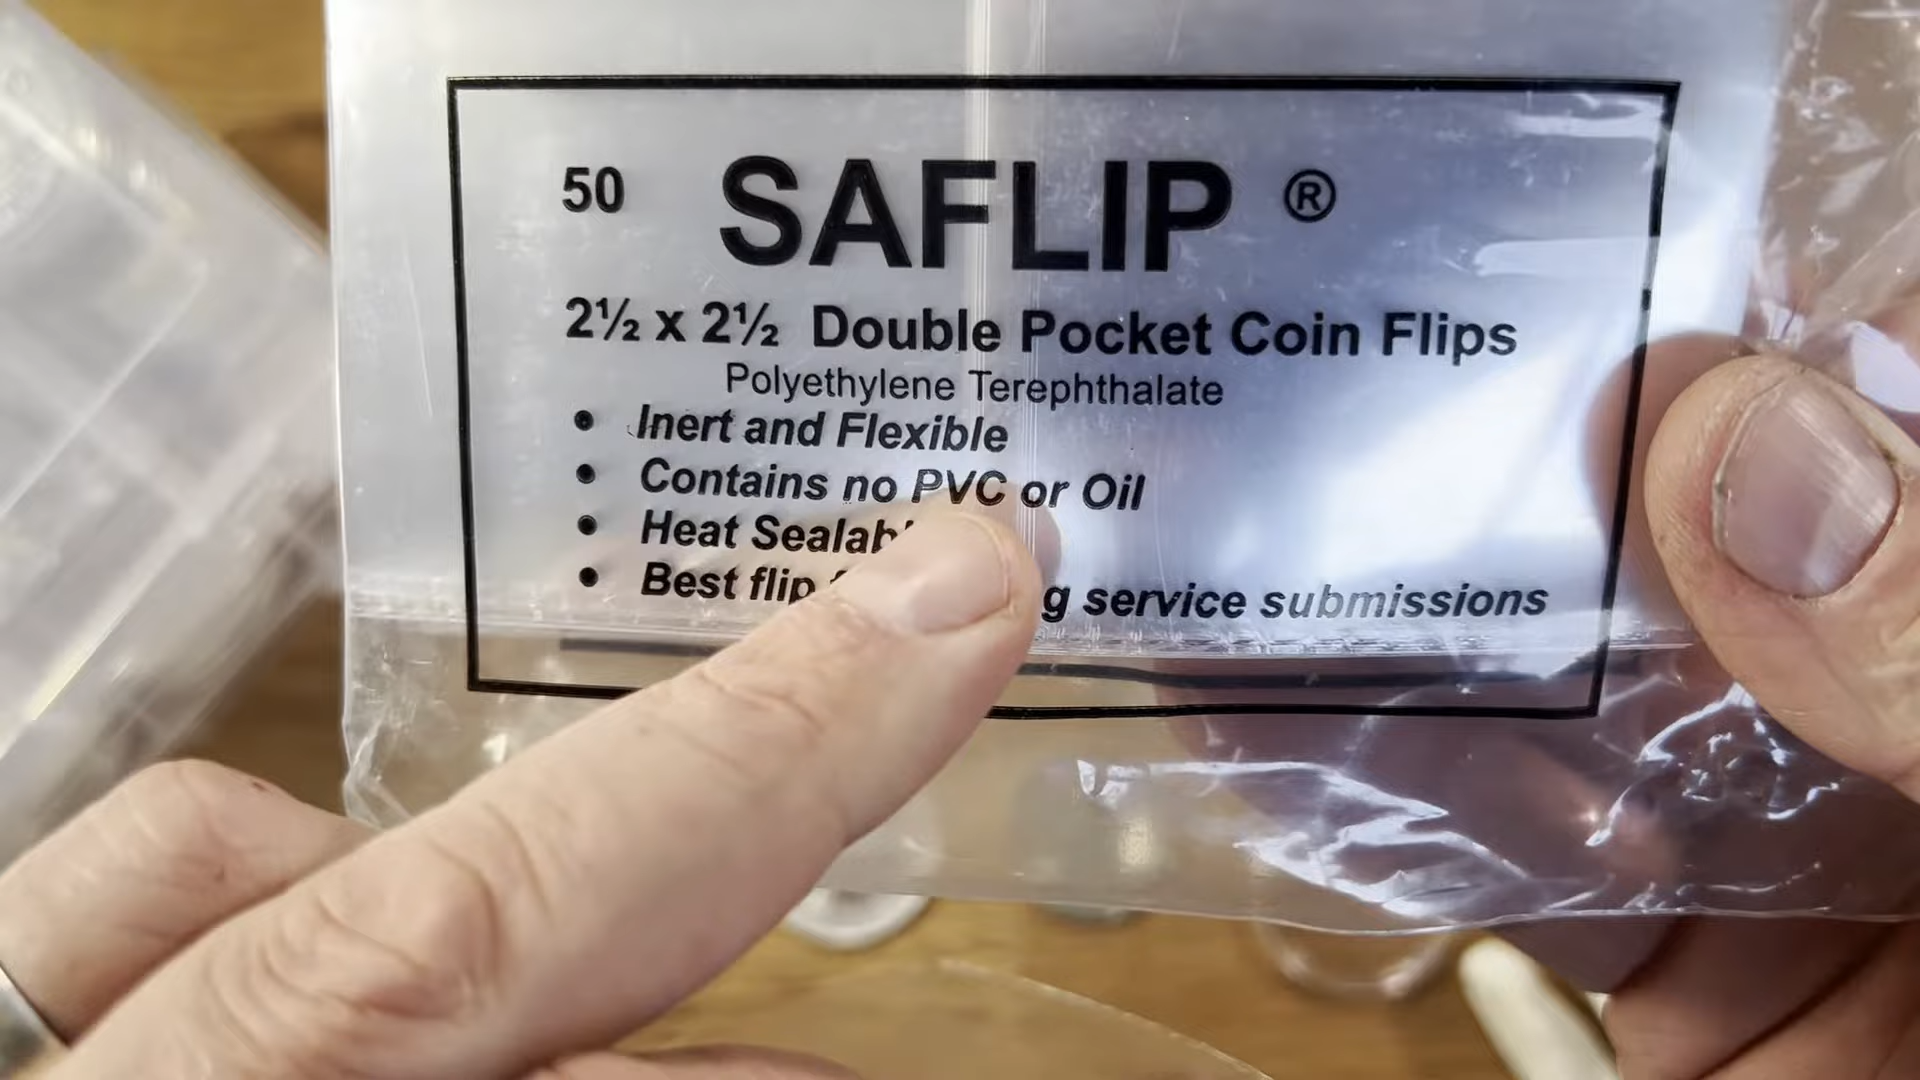 50 SAFLIP ®
2½ x 2½ Double Pocket Coin Flips
Polyethylene Terephthalate
• Inert and Flexible
• Contains no PVC or Oil
• Heat
• Best flip service submissions